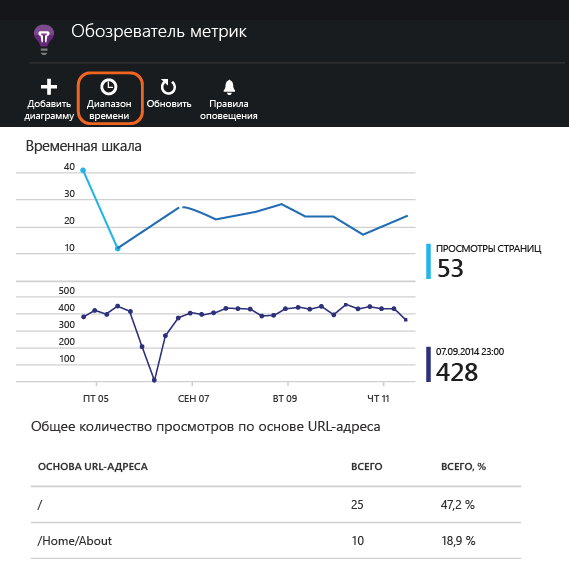 Обозреватель метрик
Добавить
диаграмму
Диапазон
времени
Обновить
Правила
оповещения
Временная шкала
40
30
20
10
ПРОСМОТРЫ СТРАНИЦ
53
500
400
300
200
100
07.09.2014 23:00
428
ПТ 05
СЕН 07
ВТ 09
ЧТ 11
Общее количество просмотров по основе URL-адреса
ОСНОВА URL-АДРЕСА ВСЕГО ВСЕГО, %
/ 25 47,2 %
/Home/About 10 18,9 %